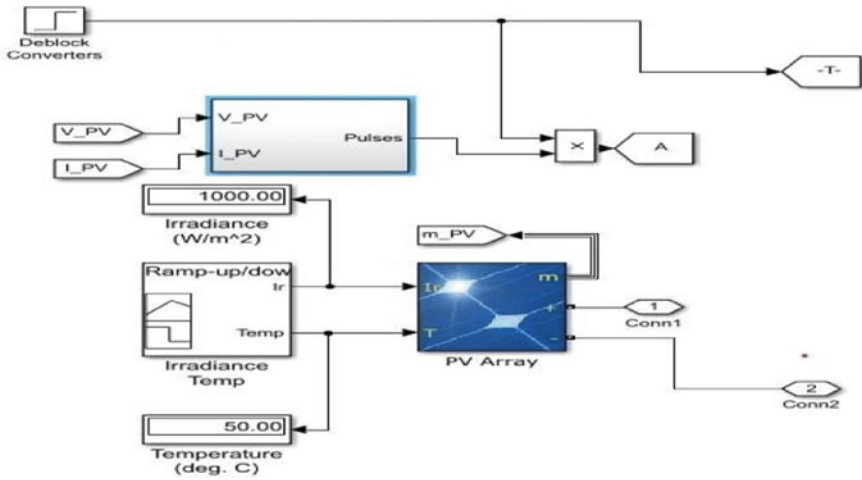 Deblock
Converters
-T-
V_PV
I_PV
V_PV
I_PV
Pulses
X
A
1000.00
Irradiance
(W/m^2)
m_PV
Ramp-up/dow
Ir
Temp
Irradiance
Temp
Ir
T
m
+
-
PV Array
1
Conn1
2
Conn2
50.00
Temperature
(deg. C)